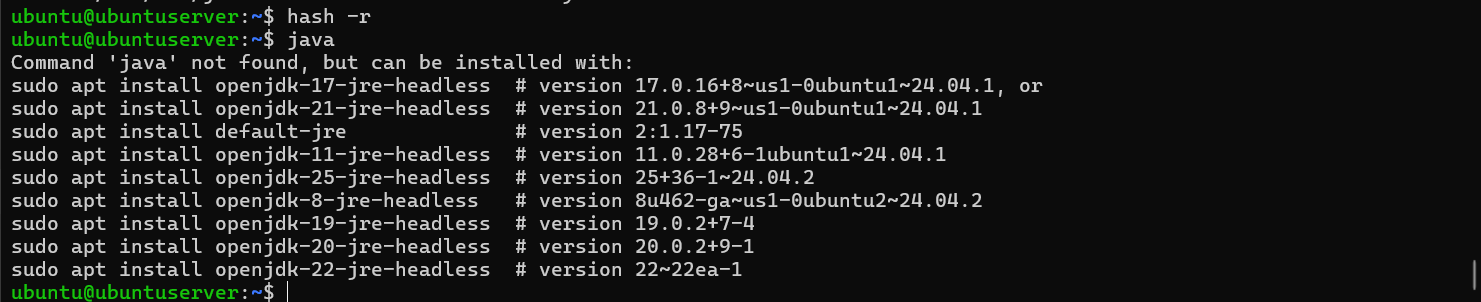 ubuntu@ubuntuserver:~$ hash -r
ubuntu@ubuntuserver:~$ java
Command 'java' not found, but can be installed with:
sudo apt install openjdk-17-jre-headless  # version 17.0.16+8~us1-0ubuntu1~24.04.1, or
sudo apt install openjdk-21-jre-headless  # version 21.0.8+9~us1-0ubuntu1~24.04.1
sudo apt install default-jre              # version 2:1.17-75
sudo apt install openjdk-11-jre-headless  # version 11.0.28+6-1ubuntu1~24.04.1
sudo apt install openjdk-25-jre-headless  # version 25+36-1~24.04.2
sudo apt install openjdk-8-jre-headless   # version 8u462-ga~us1-0ubuntu2~24.04.2
sudo apt install openjdk-19-jre-headless  # version 19.0.2+7-4
sudo apt install openjdk-20-jre-headless  # version 20.0.2+9-1
sudo apt install openjdk-22-jre-headless  # version 22~22ea-1
ubuntu@ubuntuserver:~$